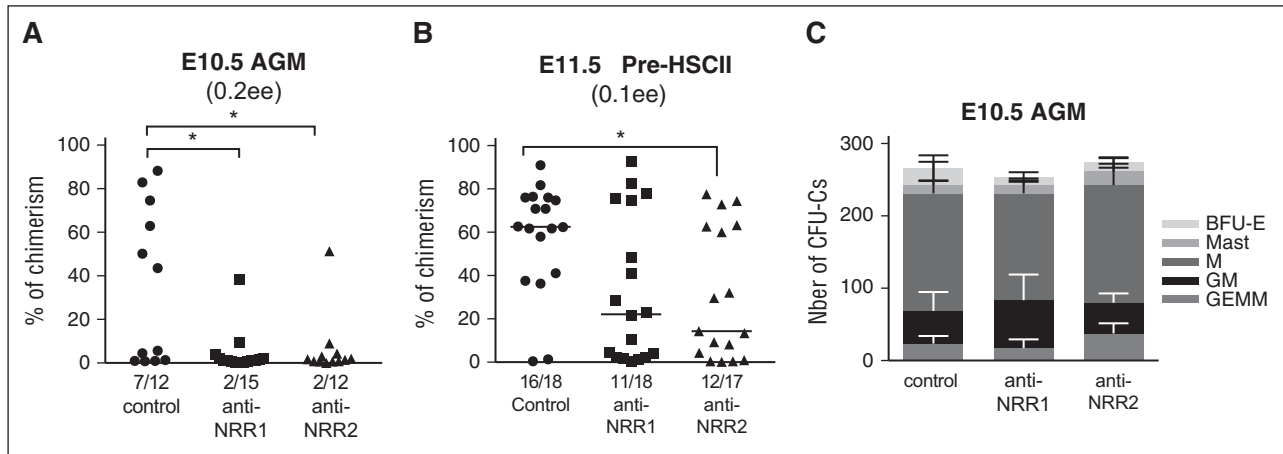 A
E10.5 AGM
(0.2ee)
*
*
100
80
60
40
20
0
% of chimerism
7/12 2/15 2/12
control anti- anti-
NRR1 NRR2
B
E11.5 Pre-HSCII
(0.1ee)
*
100
80
60
40
20
0
% of chimerism
16/18 11/18 12/17
Control anti- anti-
NRR1 NRR2
C
E10.5 AGM
300
200
100
0
Nber of CFU-Cs
control anti- anti-
NRR1 NRR2
BFU-E
Mast
M
GM
GEMM